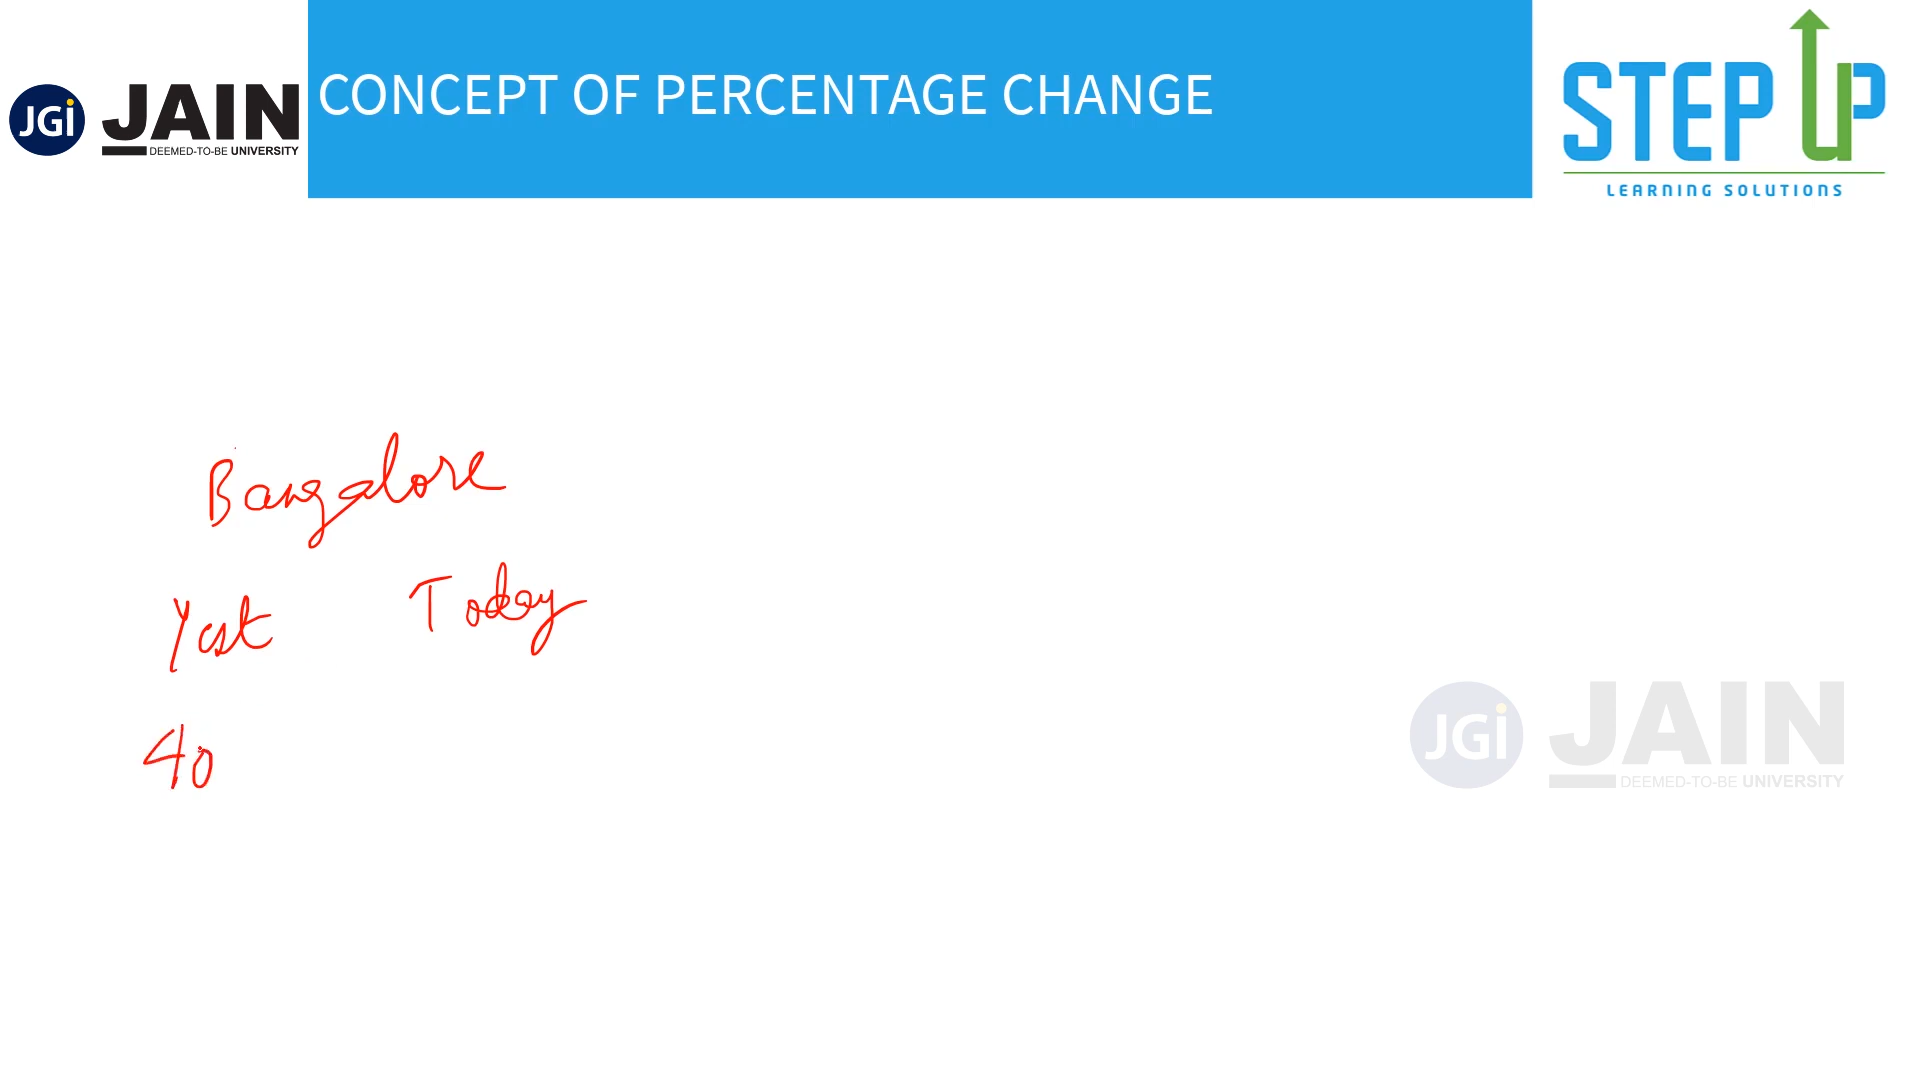 JGi JAIN
DEEMED-TO-BE UNIVERSITY
CONCEPT OF PERCENTAGE CHANGE
STEP UP
LEARNING SOLUTIONS
Bangalore
Yest Today
40
JGi JAIN
DEEMED-TO-BE UNIVERSITY